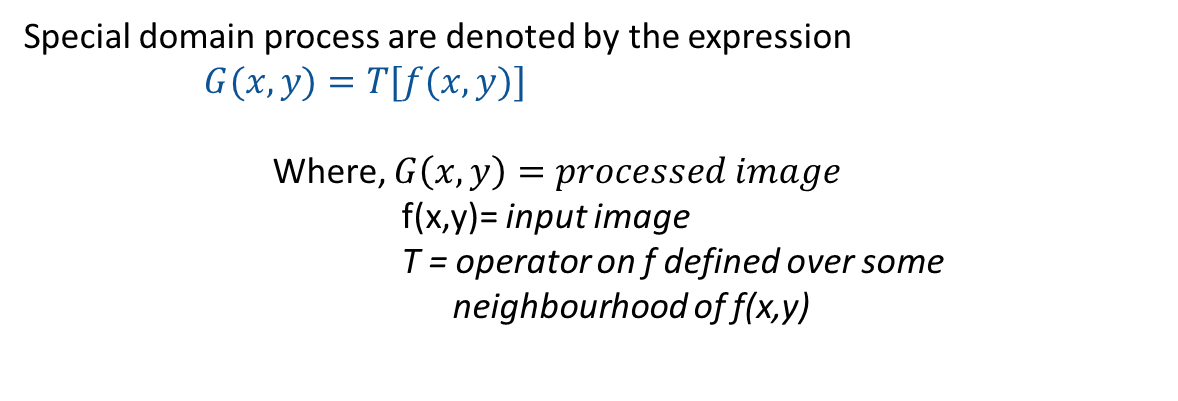 Special domain process are denoted by the expression
G(x, y) = T[f(x, y)]
Where, G(x, y) = processed image
f(x,y)= input image
T = operator on f defined over some
neighbourhood of f(x,y)